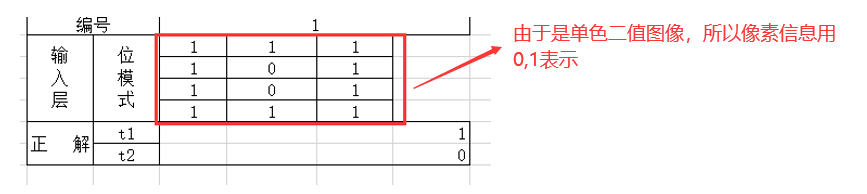 编号 1
输入层 位模式 1 1 1
1 0 1
1 0 1
1 1 1
正 解 t1 1
t2 0
由于是单色二值图像，所以像素信息用
0,1表示